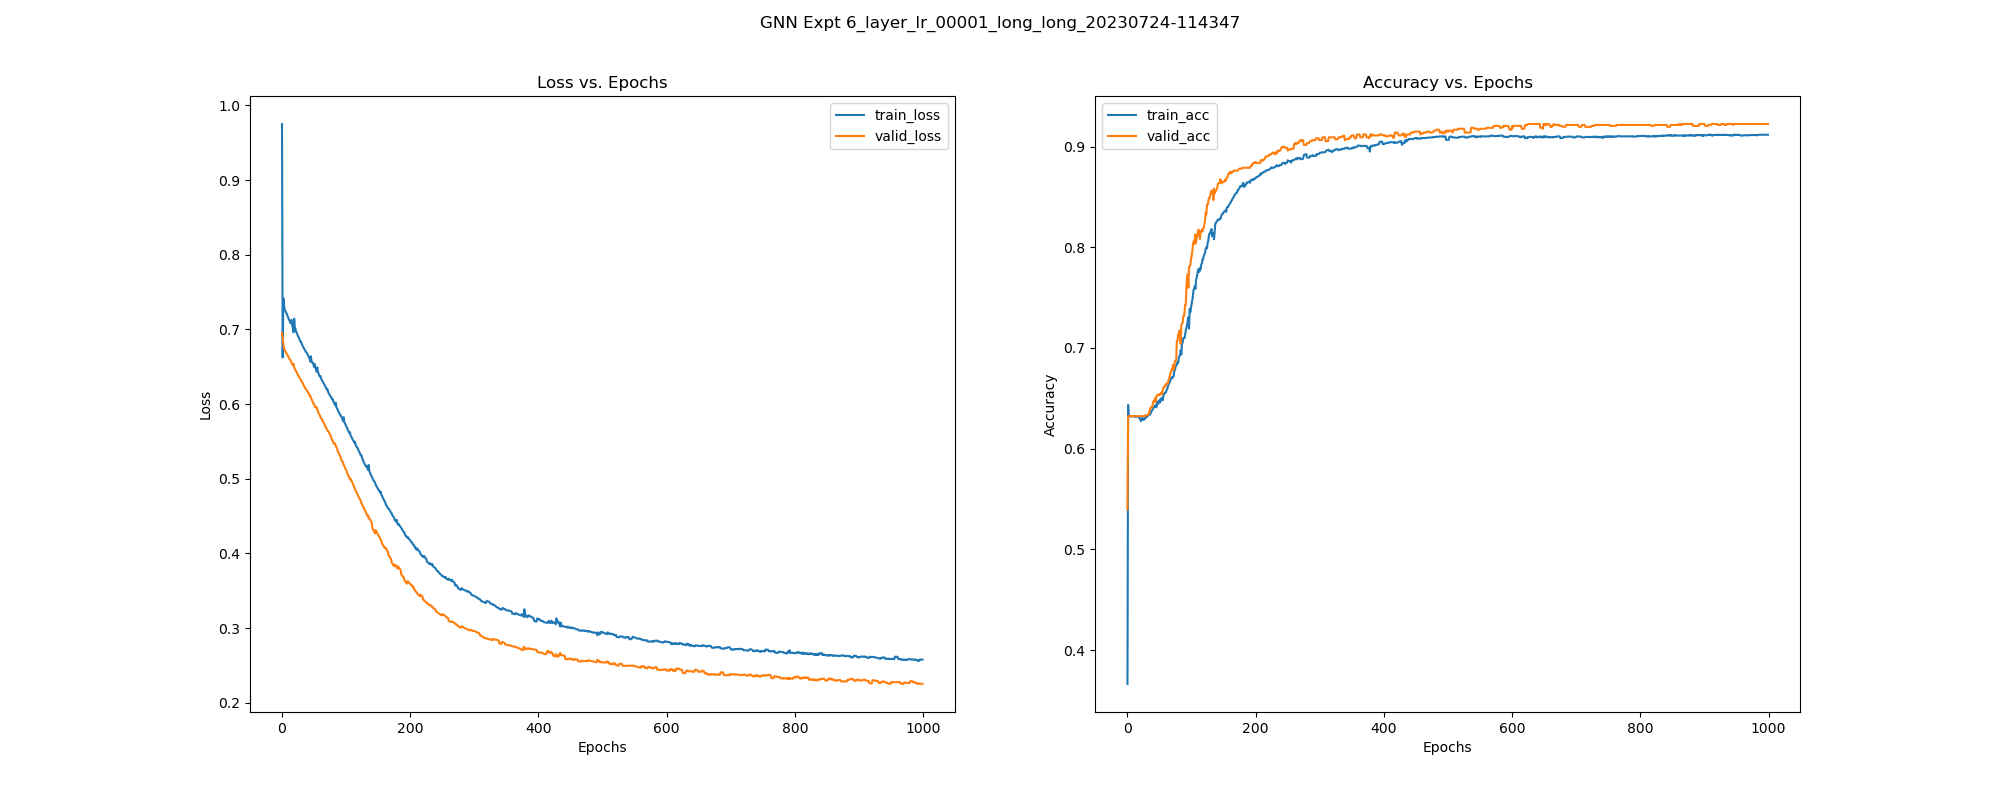 GNN Expt 6_layer_lr_00001_long_long_20230724-114347
Loss vs. Epochs
train_loss
valid_loss
1.0
0.9
0.8
0.7
0.6
0.5
0.4
0.3
0.2
Loss
0 200 400 600 800 1000
Epochs
Accuracy vs. Epochs
train_acc
valid_acc
0.9
0.8
0.7
0.6
0.5
0.4
Accuracy
0 200 400 600 800 1000
Epochs